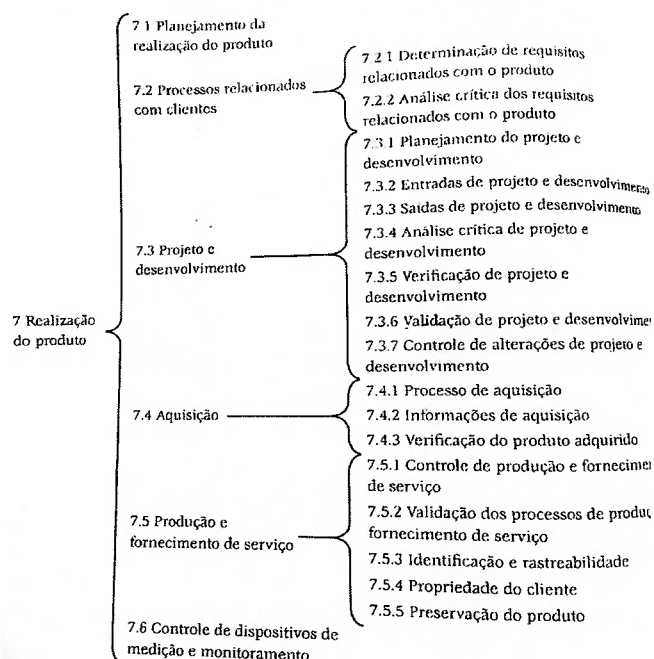 7 Realização
do produto
7 1 Planejamento da
realização do produto
7.2 Processos relacionados
com clientes
7 2 1 Determinação de requisitos
relacionados com o produto
7.2.2 Análise crítica dos requisitos
relacionados com o produto
7.3 Projeto e
desenvolvimento
7.3 1 Planejamento do projeto e
desenvolvimento
7.3.2 Entradas de projeto e desenvolvimento
7.3.3 Saídas de projeto e desenvolvimento
7.3.4 Análise crítica de projeto e
desenvolvimento
7.3.5 Verificação de projeto e
desenvolvimento
7.3.6 Validação de projeto e desenvolvime
7.3.7 Controle de alterações de projeto e
desenvolvimento
7.4 Aquisição
7.4.1 Processo de aquisição
7.4.2 Informações de aquisição
7.4.3 Verificação do produto adquirido
7.5 Produção e
fornecimento de serviço
7.5.1 Controle de produção e fornecime
de serviço
7.5.2 Validação dos processos de produç
fornecimento de serviço
7.5.3 Identificação e rastreabilidade
7.5.4 Propriedade do cliente
7.5.5 Preservação do produto
7.6 Controle de dispositivos de
medição e monitoramento